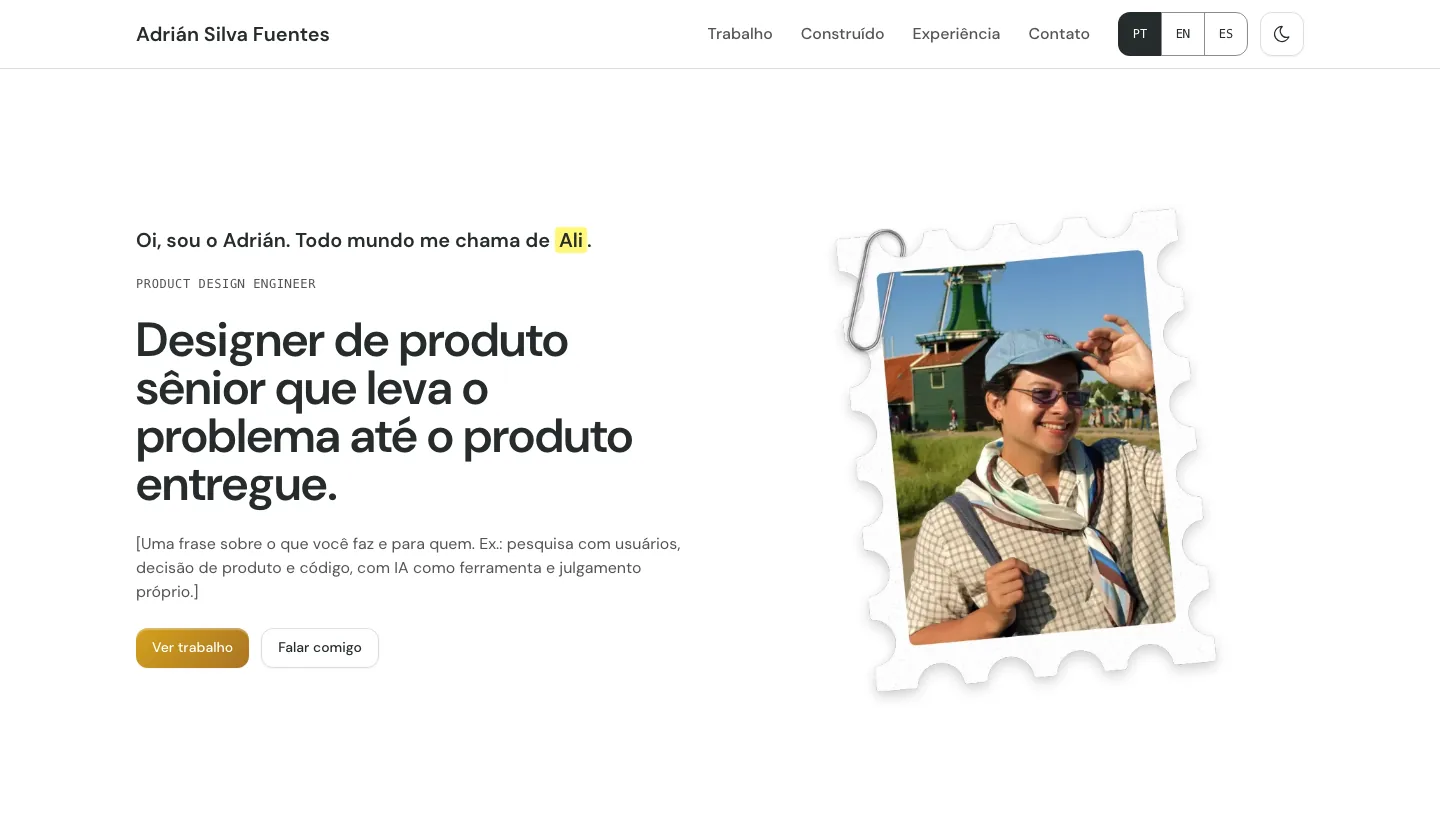 Adrián Silva Fuentes
Trabalho
Construído
Experiência
Contato
PT
EN
ES
Oi, sou o Adrián. Todo mundo me chama de Ali.
PRODUCT DESIGN ENGINEER
Designer de produto
sênior que leva o
problema até o produto
entregue.
[Uma frase sobre o que você faz e para quem. Ex.: pesquisa com usuários,
decisão de produto e código, com IA como ferramenta e julgamento
próprio.]
Ver trabalho
Falar comigo